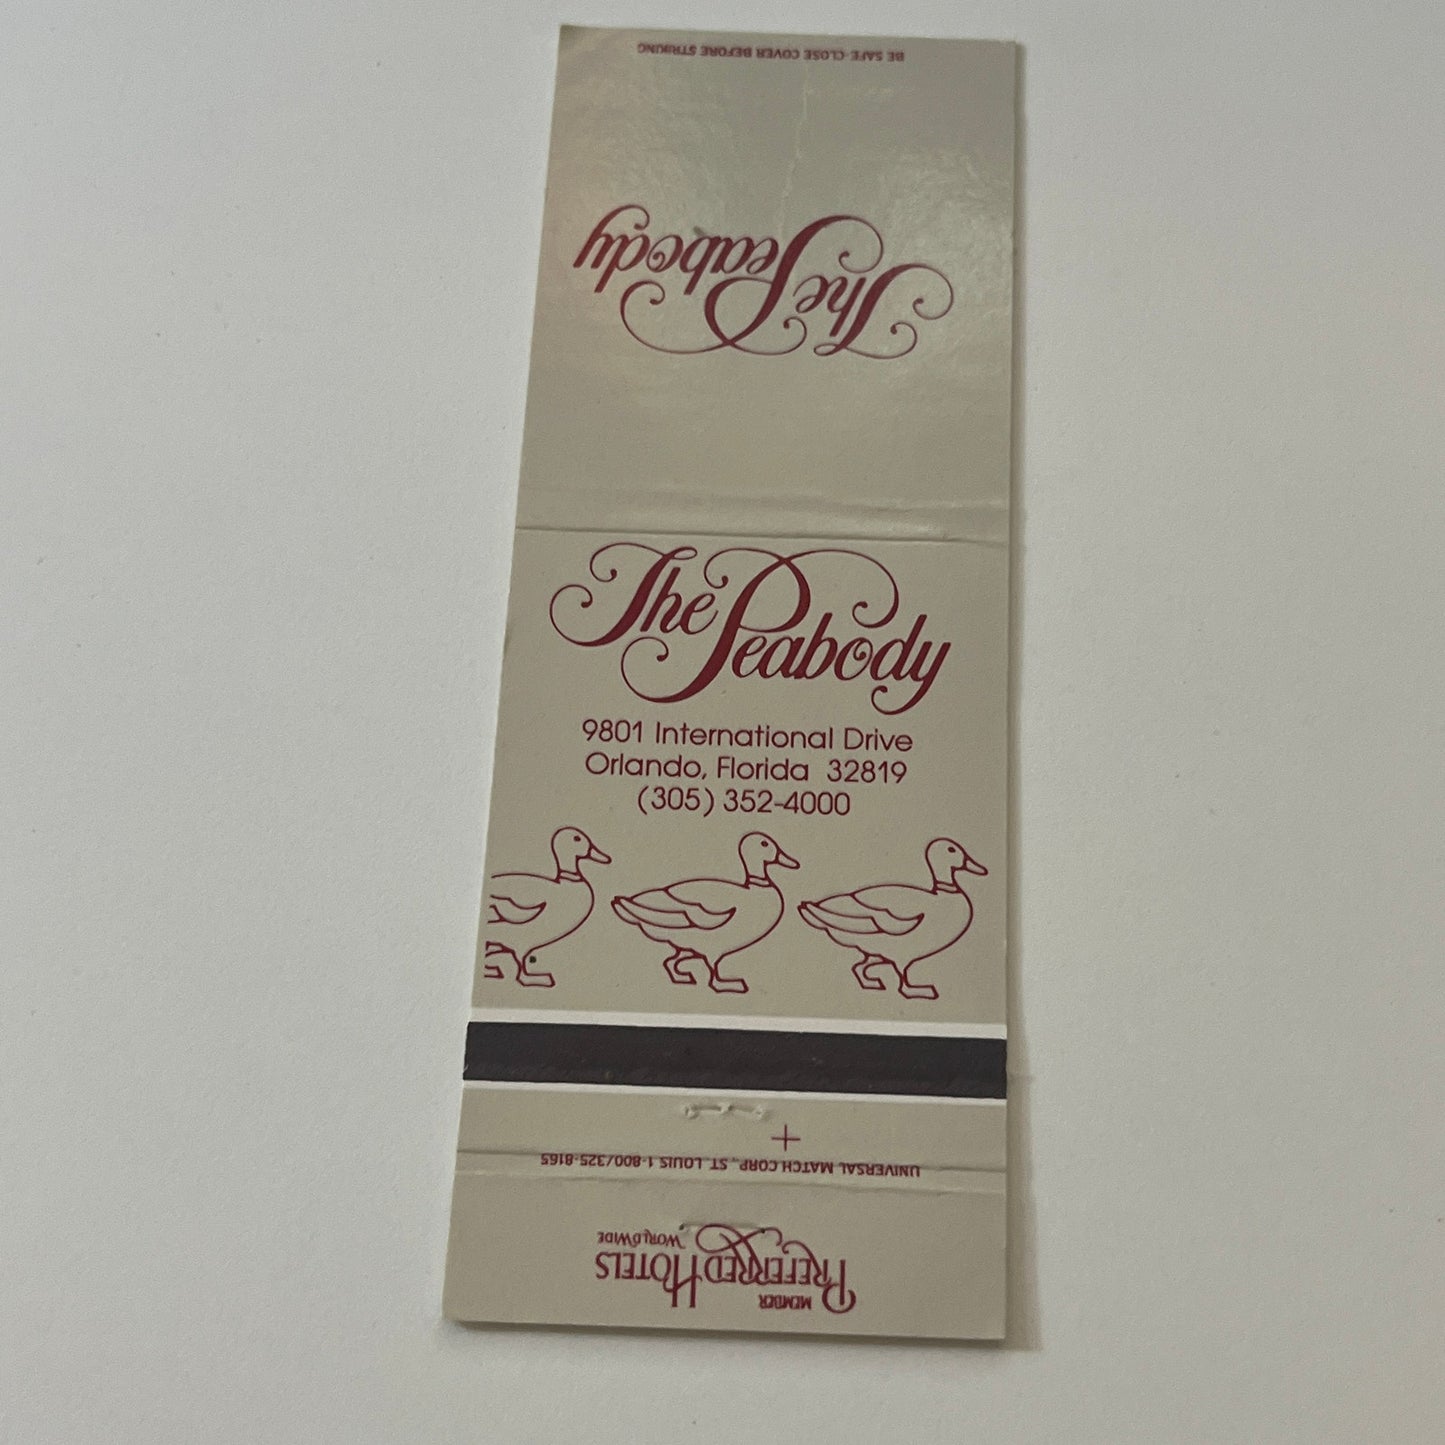 BE SAFE-CLOSE COVER BEFORE STRIKING
The Peabody
The Peabody
9801 International Drive
Orlando, Florida 32819
(305) 352-4000
UNIVERSAL MATCH CORP., ST. LOUIS 1-800/325-8165
MEMBER
PREFERRED HOTELS
WORLDWIDE